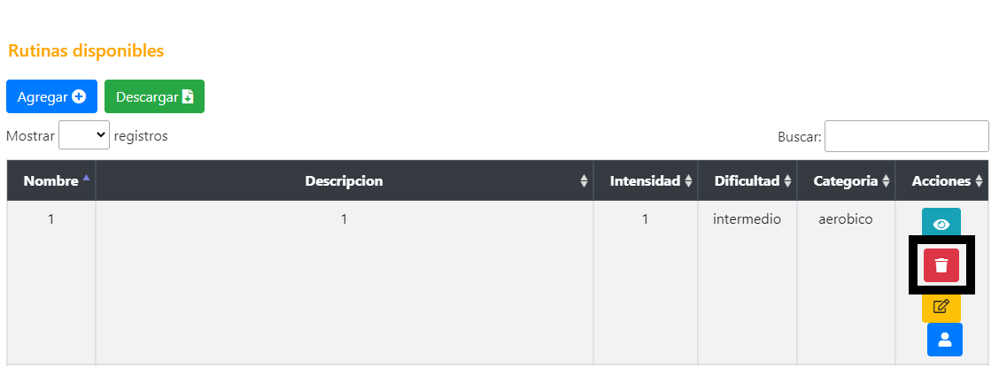 Rutinas disponibles
Agregar Descargar
Mostrar registros Buscar:
Nombre Descripcion Intensidad Dificultad Categoria Acciones
1 1 1 intermedio aerobico